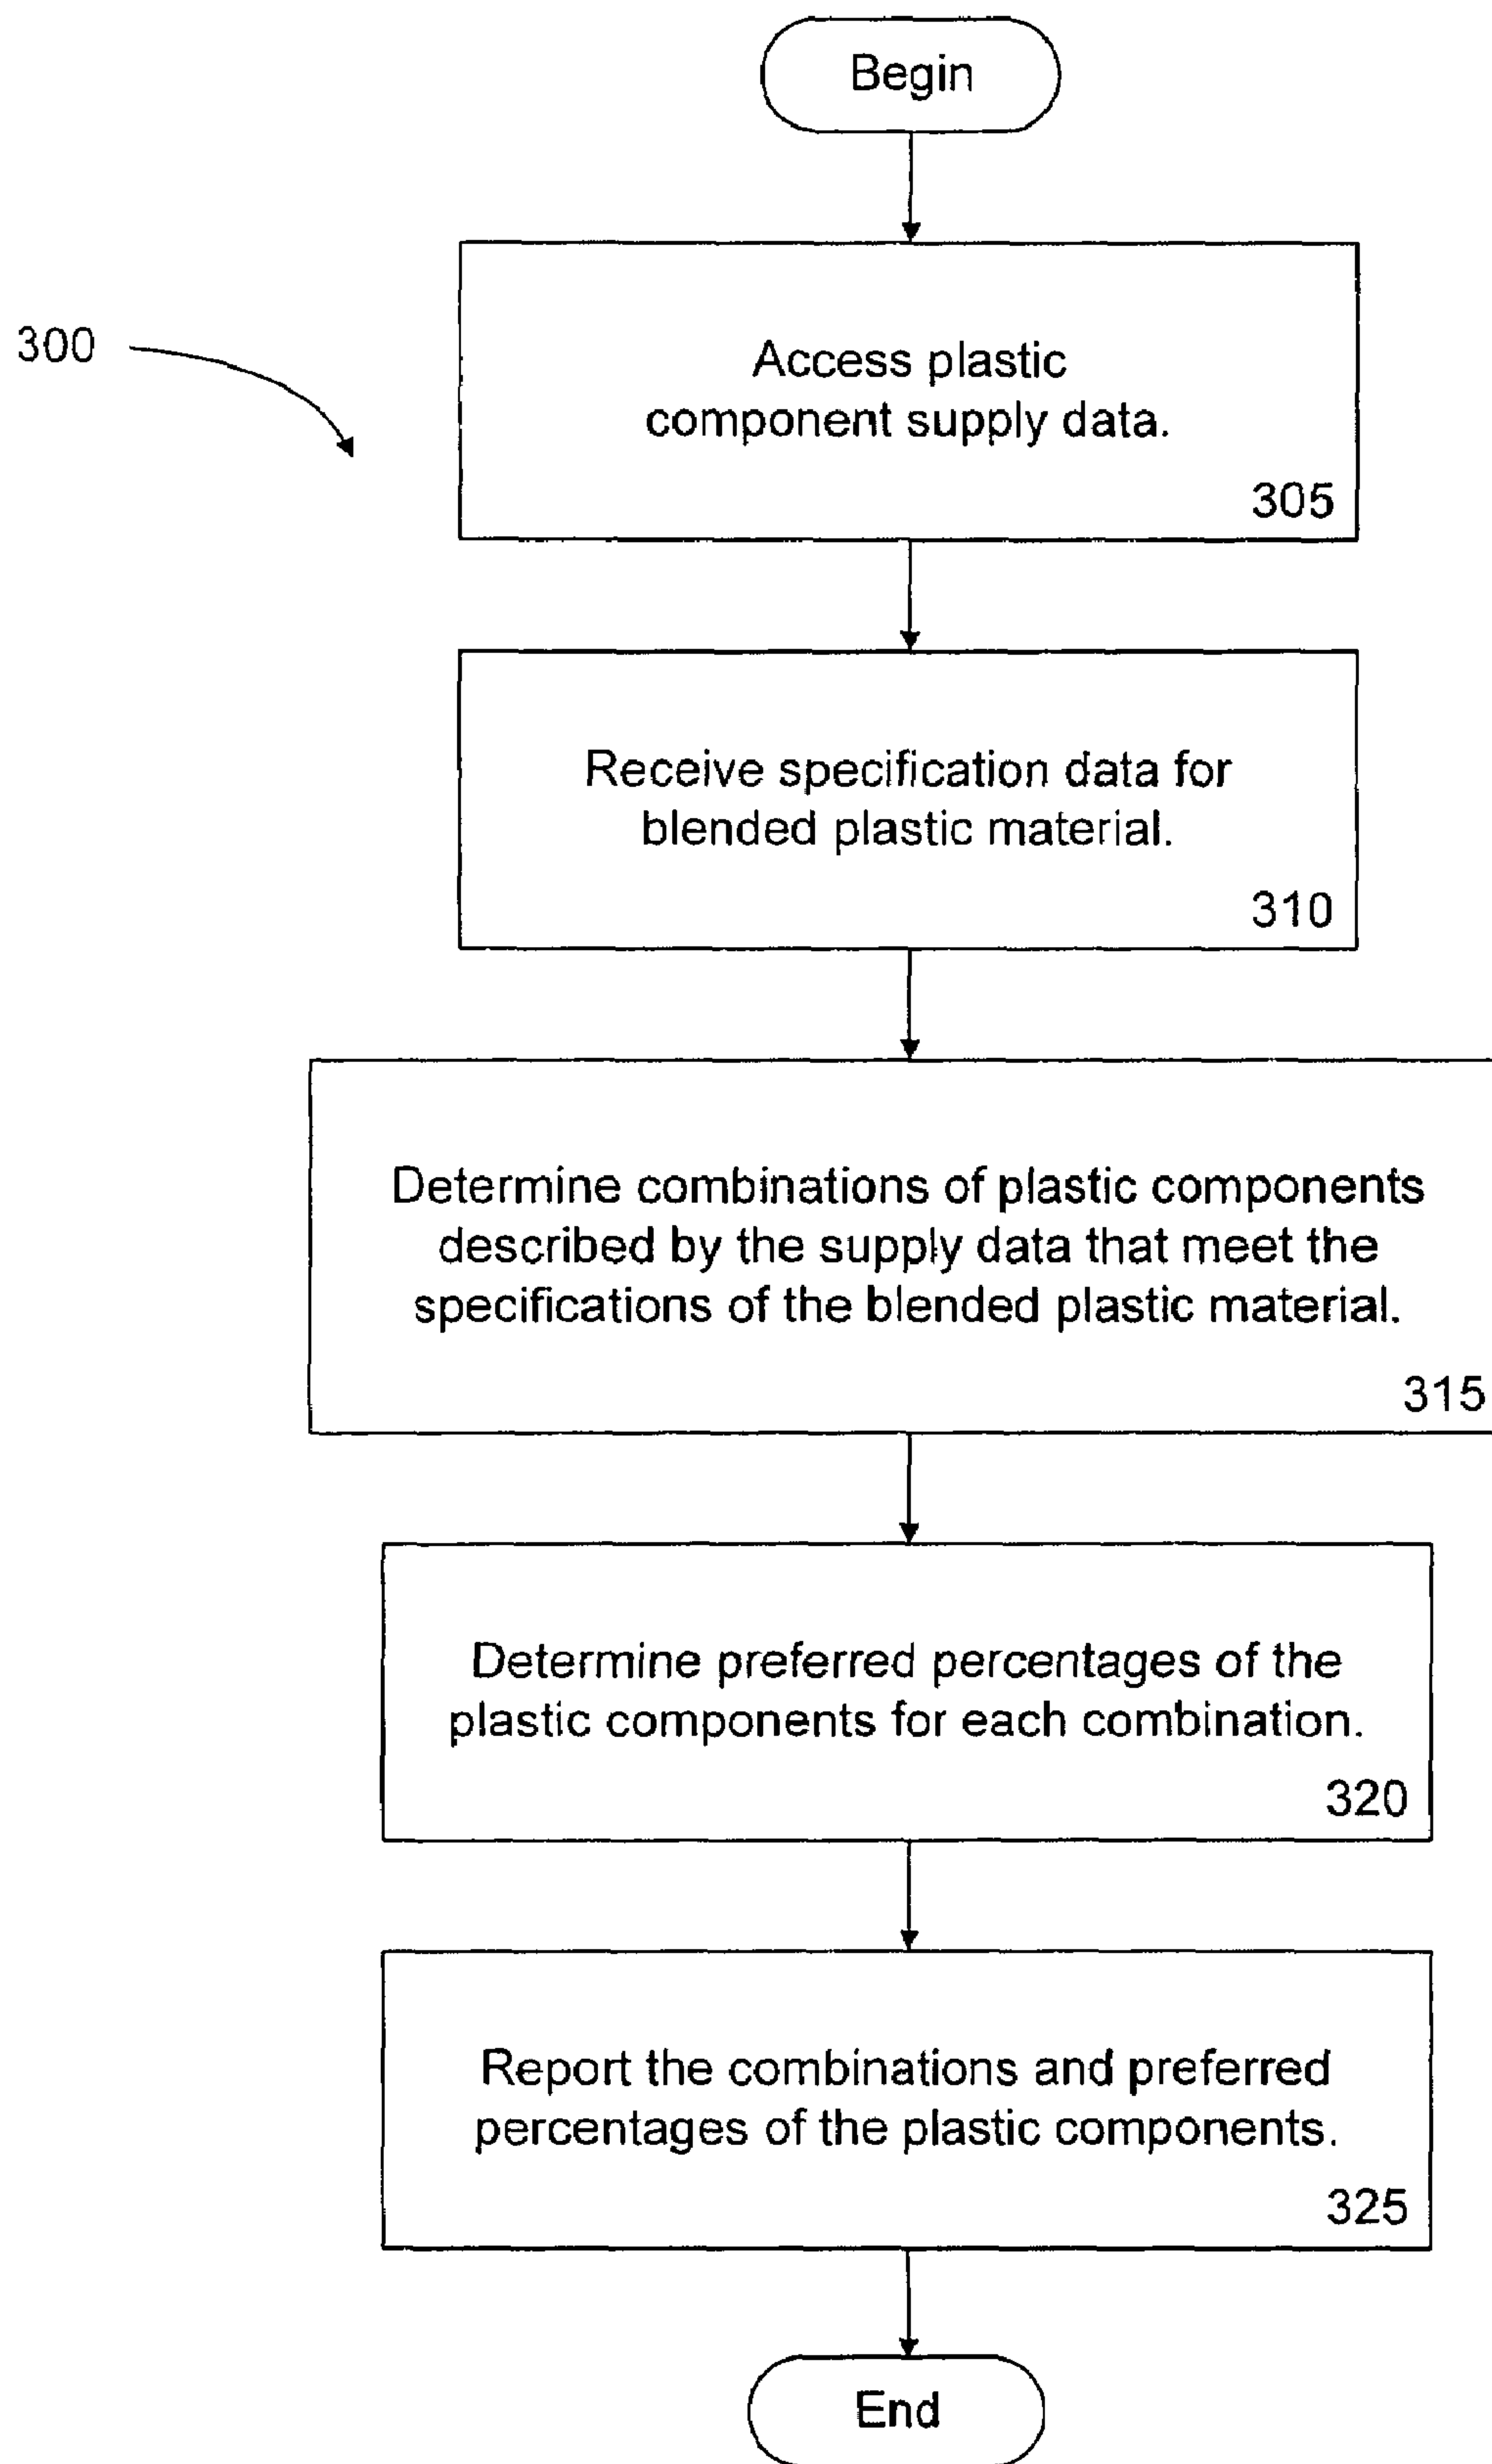 Begin
300
Access plastic
component supply data.
305
Receive specification data for
blended plastic material.
310
Determine combinations of plastic components
described by the supply data that meet the
specifications of the blended plastic material.
315
Determine preferred percentages of the
plastic components for each combination.
320
Report the combinations and preferred
percentages of the plastic components.
325
End